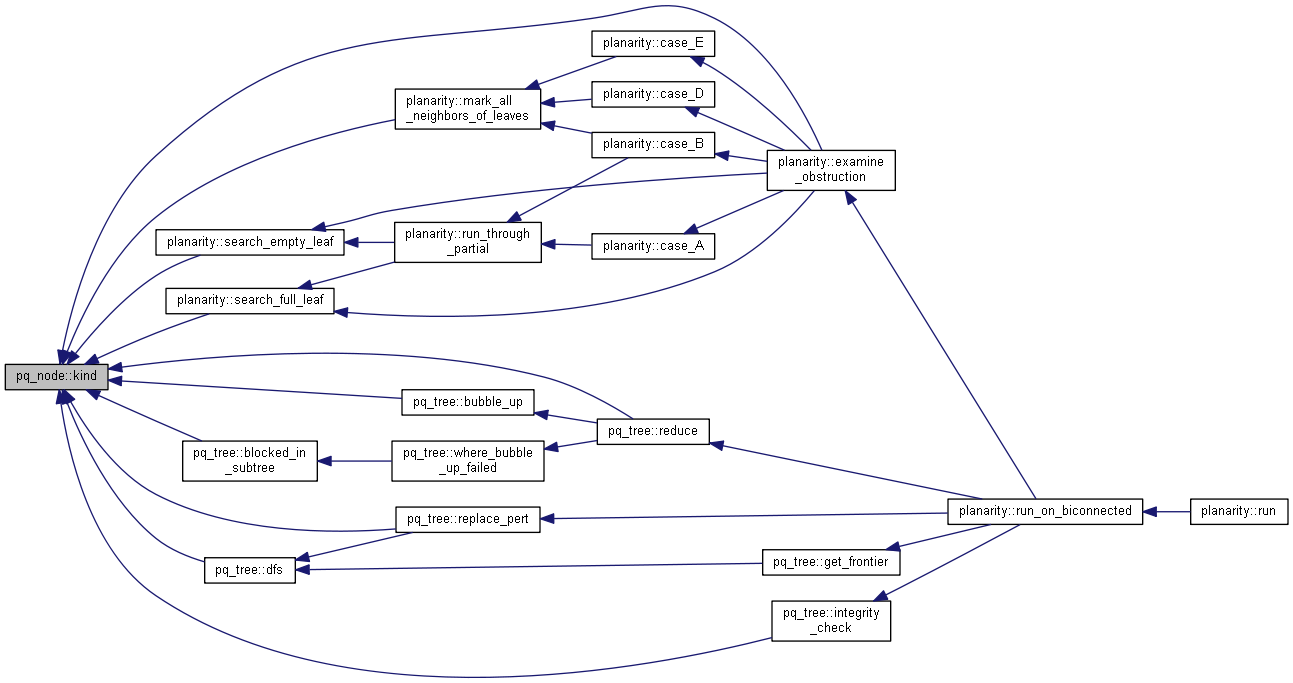 planarity::case_E
planarity::mark_all
_neighbors_of_leaves
planarity::case_D
planarity::case_B
planarity::examine
_obstruction
planarity::search_empty_leaf
planarity::run_through
_partial
planarity::case_A
planarity::search_full_leaf
pq_node::kind
pq_tree::bubble_up
pq_tree::reduce
pq_tree::blocked_in
_subtree
pq_tree::where_bubble
_up_failed
pq_tree::replace_pert
planarity::run_on_biconnected
planarity::run
pq_tree::dfs
pq_tree::get_frontier
pq_tree::integrity
_check